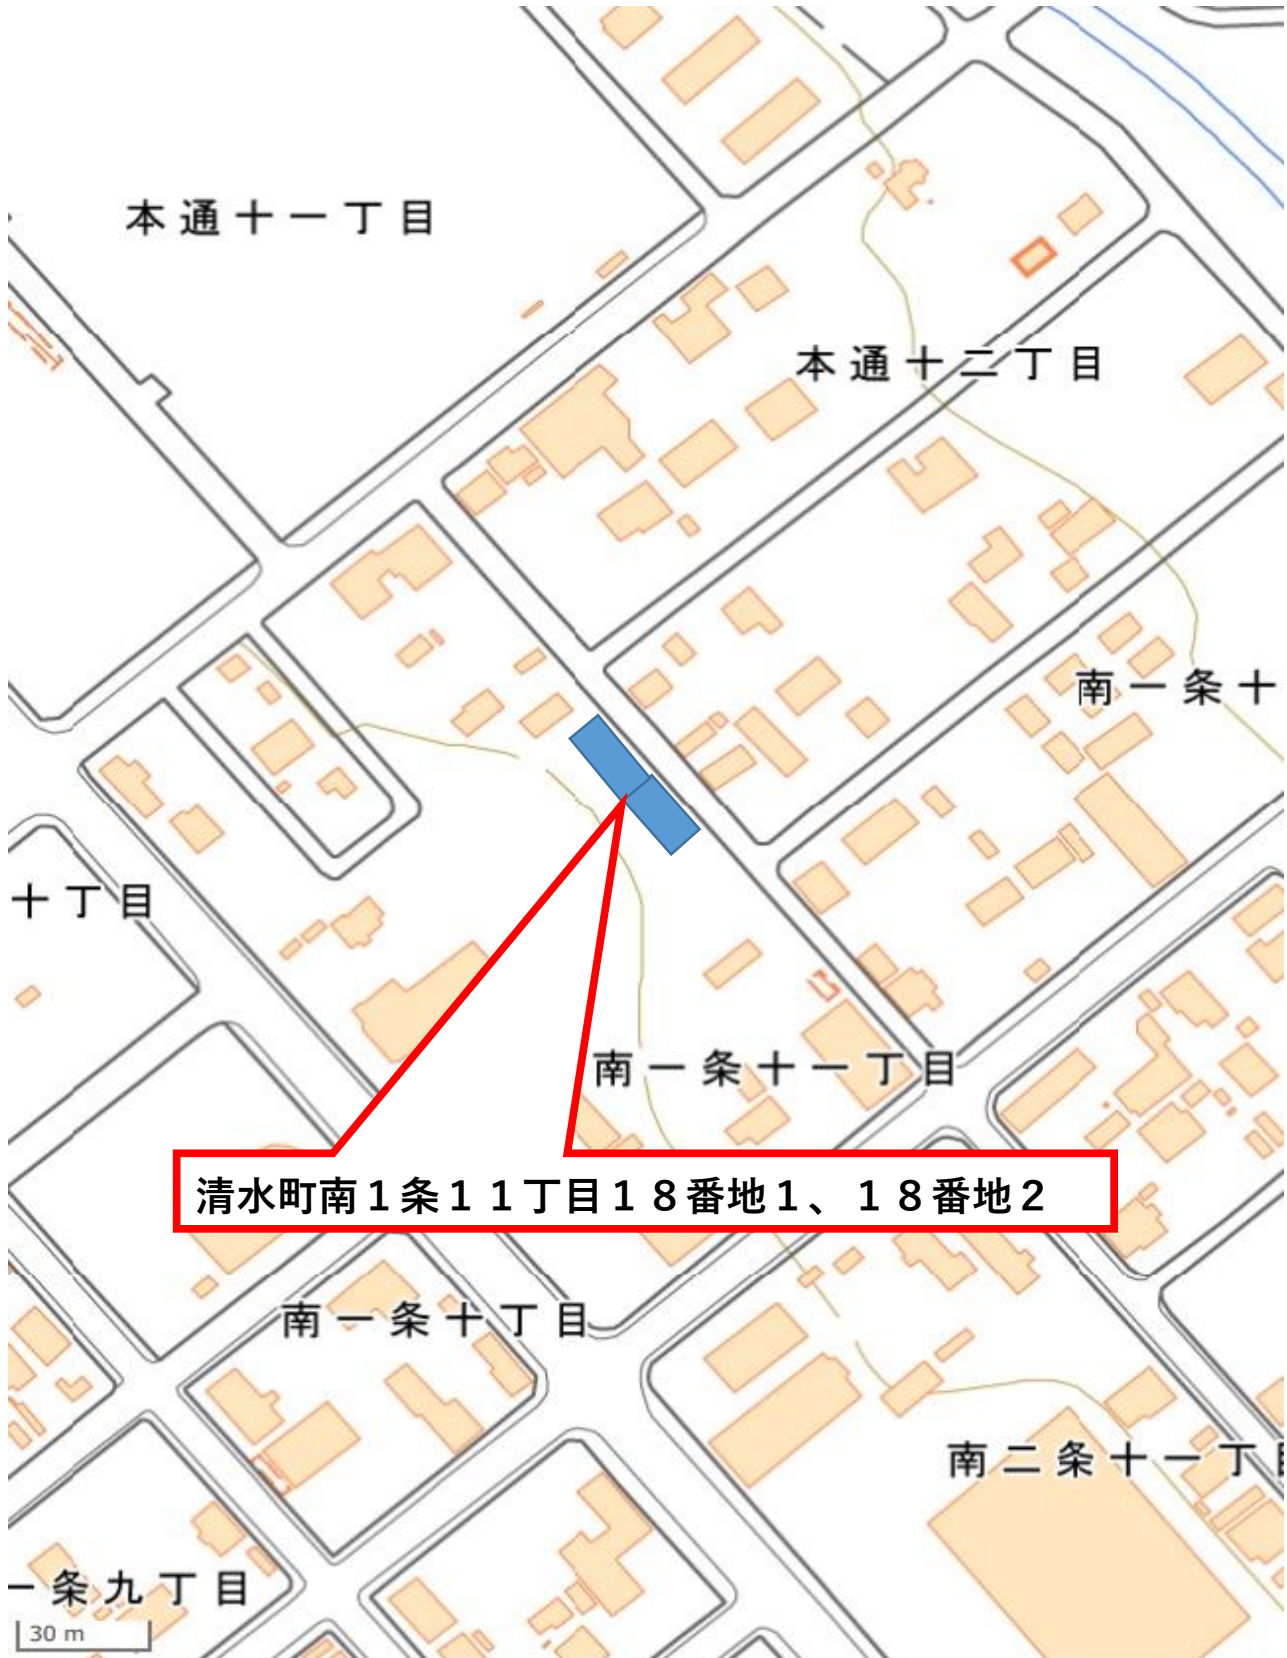 本通十一丁目
本通十二丁目
南一条十
十丁目
南一条十一丁目
清水町南１条１１丁目１８番地１、１８番地２
南一条十丁目
南二条十一丁目
一条九丁目
30 m